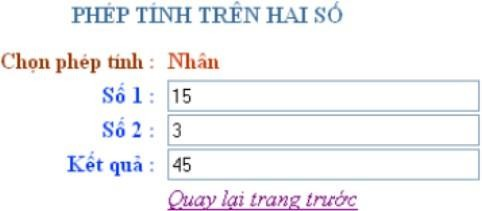 PHÉP TÍNH TRÊN HAI SỐ
Chọn phép tính : Nhân
Số 1 : 15
Số 2 : 3
Kết quả : 45
Quay lại trang trước